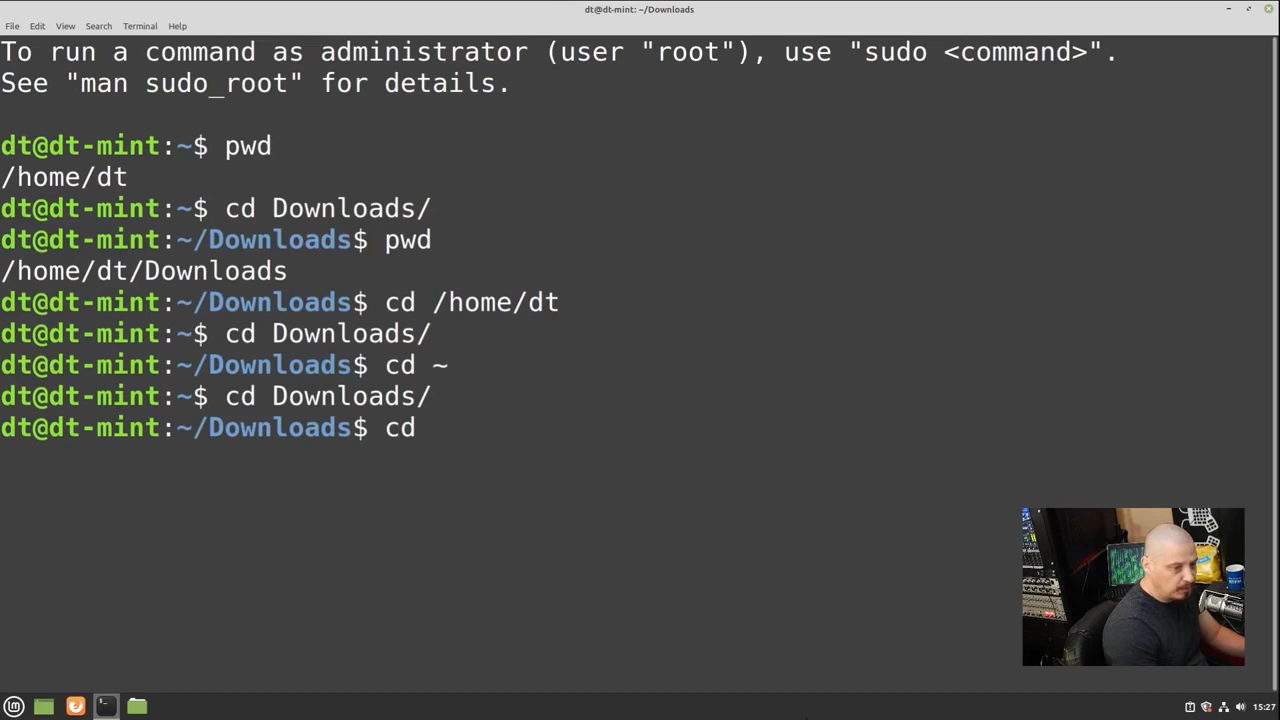 dt@dt-mint: ~/Downloads
File Edit View Search Terminal Help
To run a command as administrator (user "root"), use "sudo <command>".
See "man sudo_root" for details.
dt@dt-mint:~$ pwd
/home/dt
dt@dt-mint:~$ cd Downloads/
dt@dt-mint:~/Downloads$ pwd
/home/dt/Downloads
dt@dt-mint:~/Downloads$ cd /home/dt
dt@dt-mint:~$ cd Downloads/
dt@dt-mint:~/Downloads$ cd ~
dt@dt-mint:~$ cd Downloads/
dt@dt-mint:~/Downloads$ cd
15:27